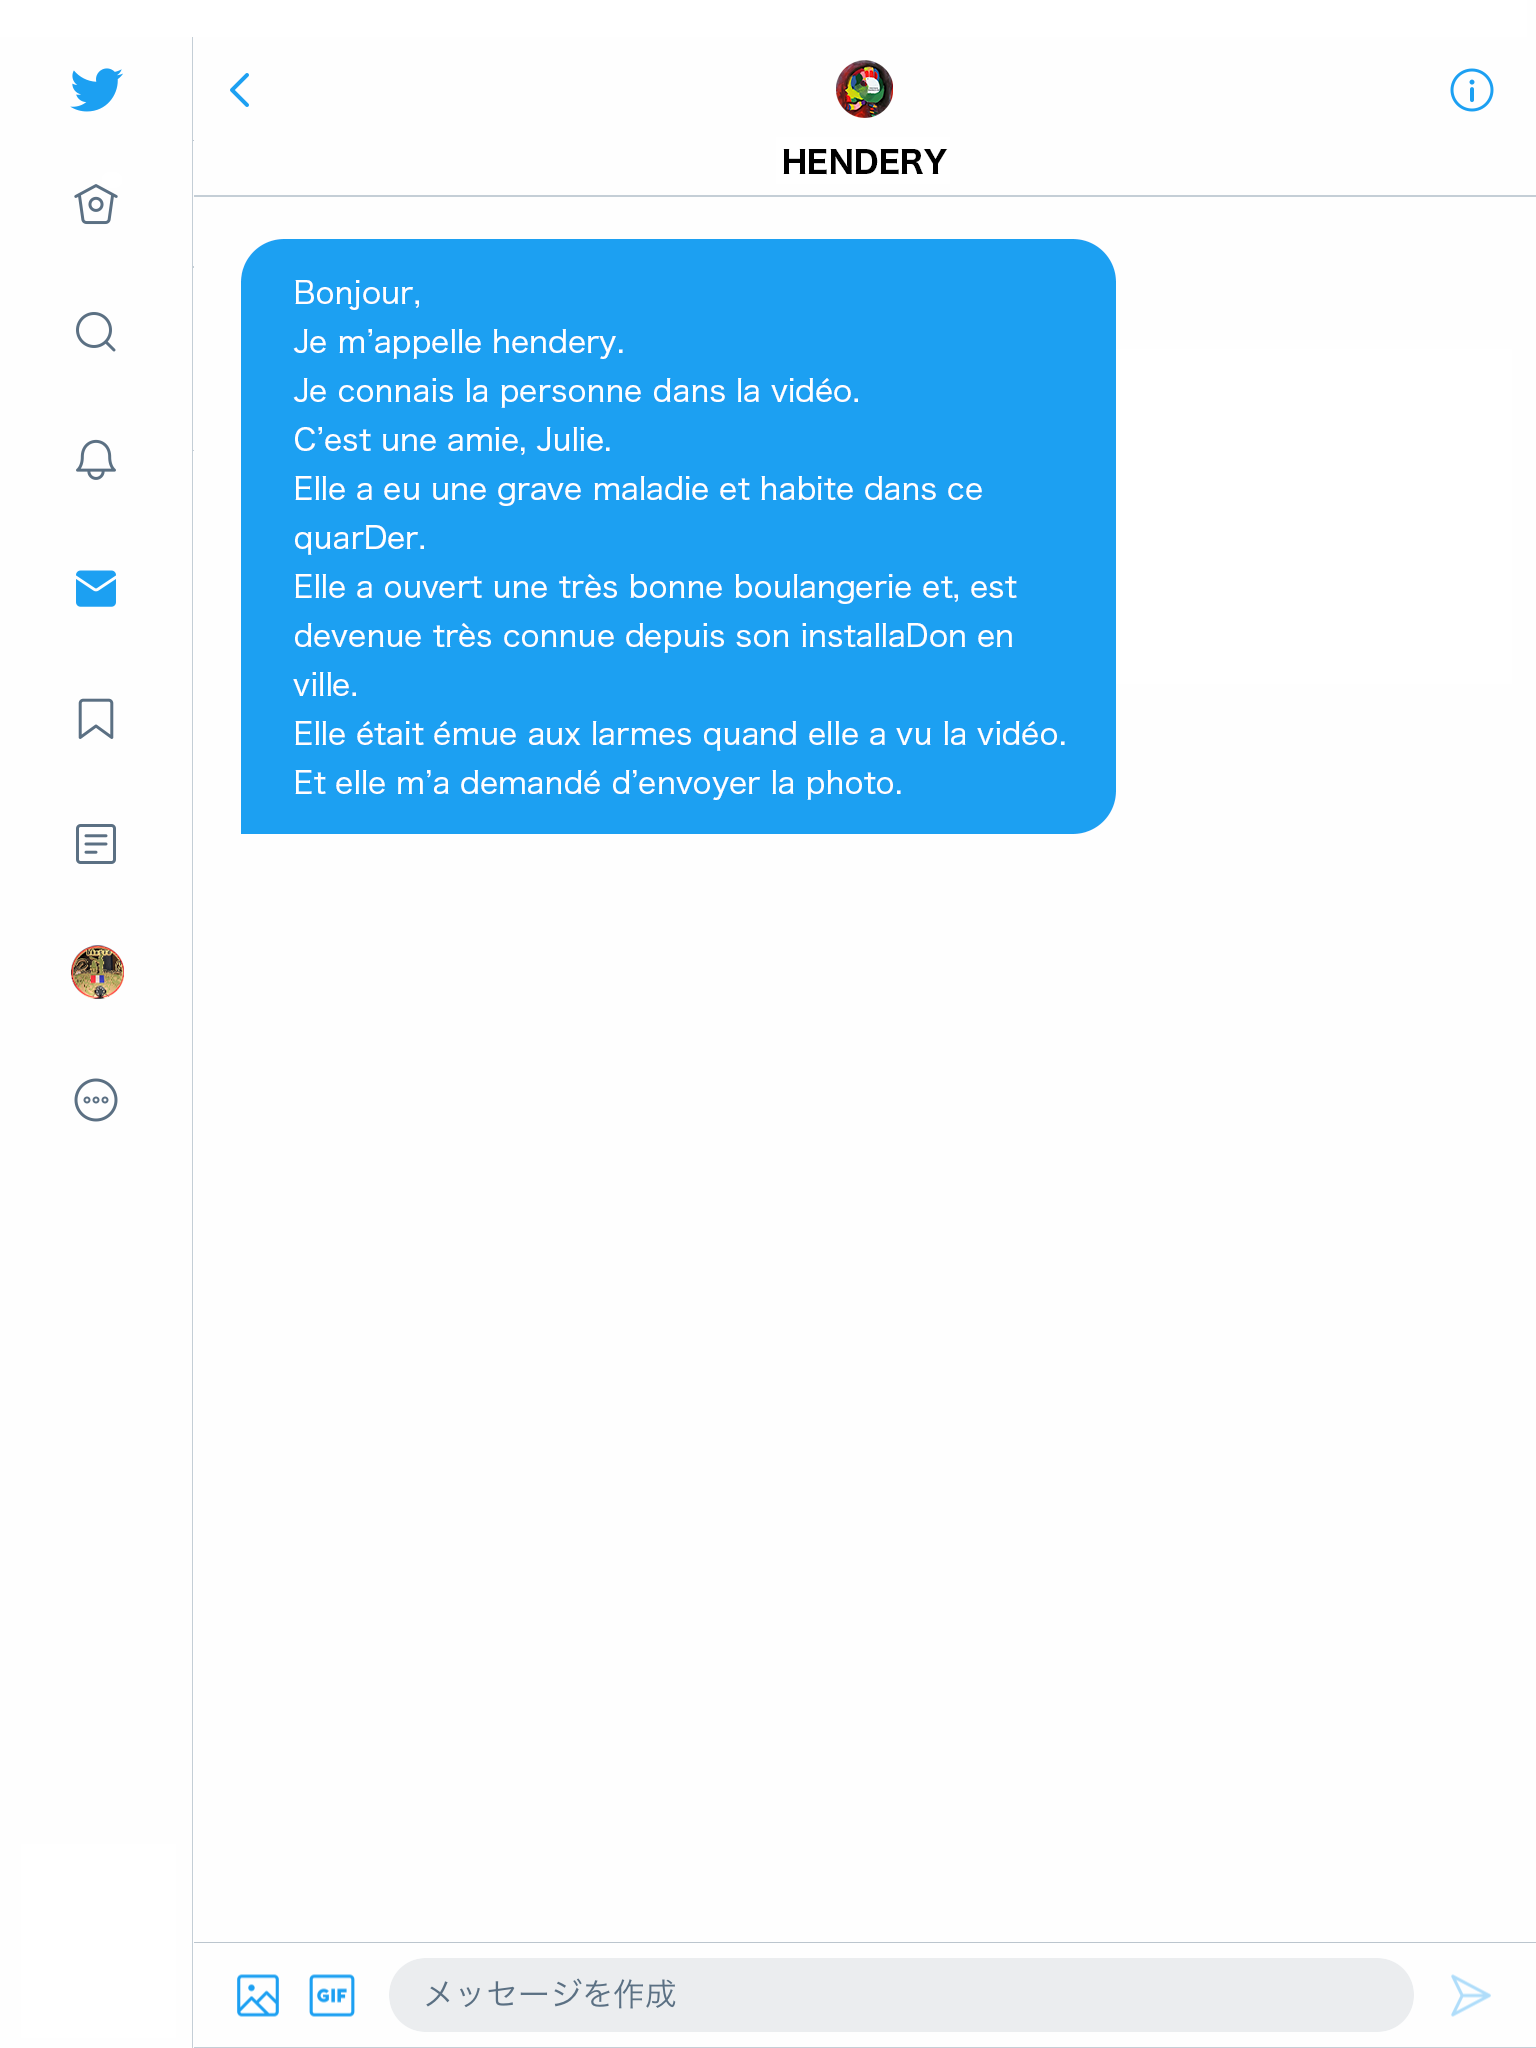 HENDERY
Bonjour,
Je m’appelle hendery.
Je connais la personne dans la vidéo.
C’est une amie, Julie.
Elle a eu une grave maladie et habite dans ce
quarDer.
Elle a ouvert une très bonne boulangerie et, est
devenue très connue depuis son installaDon en
ville.
Elle était émue aux larmes quand elle a vu la vidéo.
Et elle m’a demandé d’envoyer la photo.
GIF
メッセージを作成